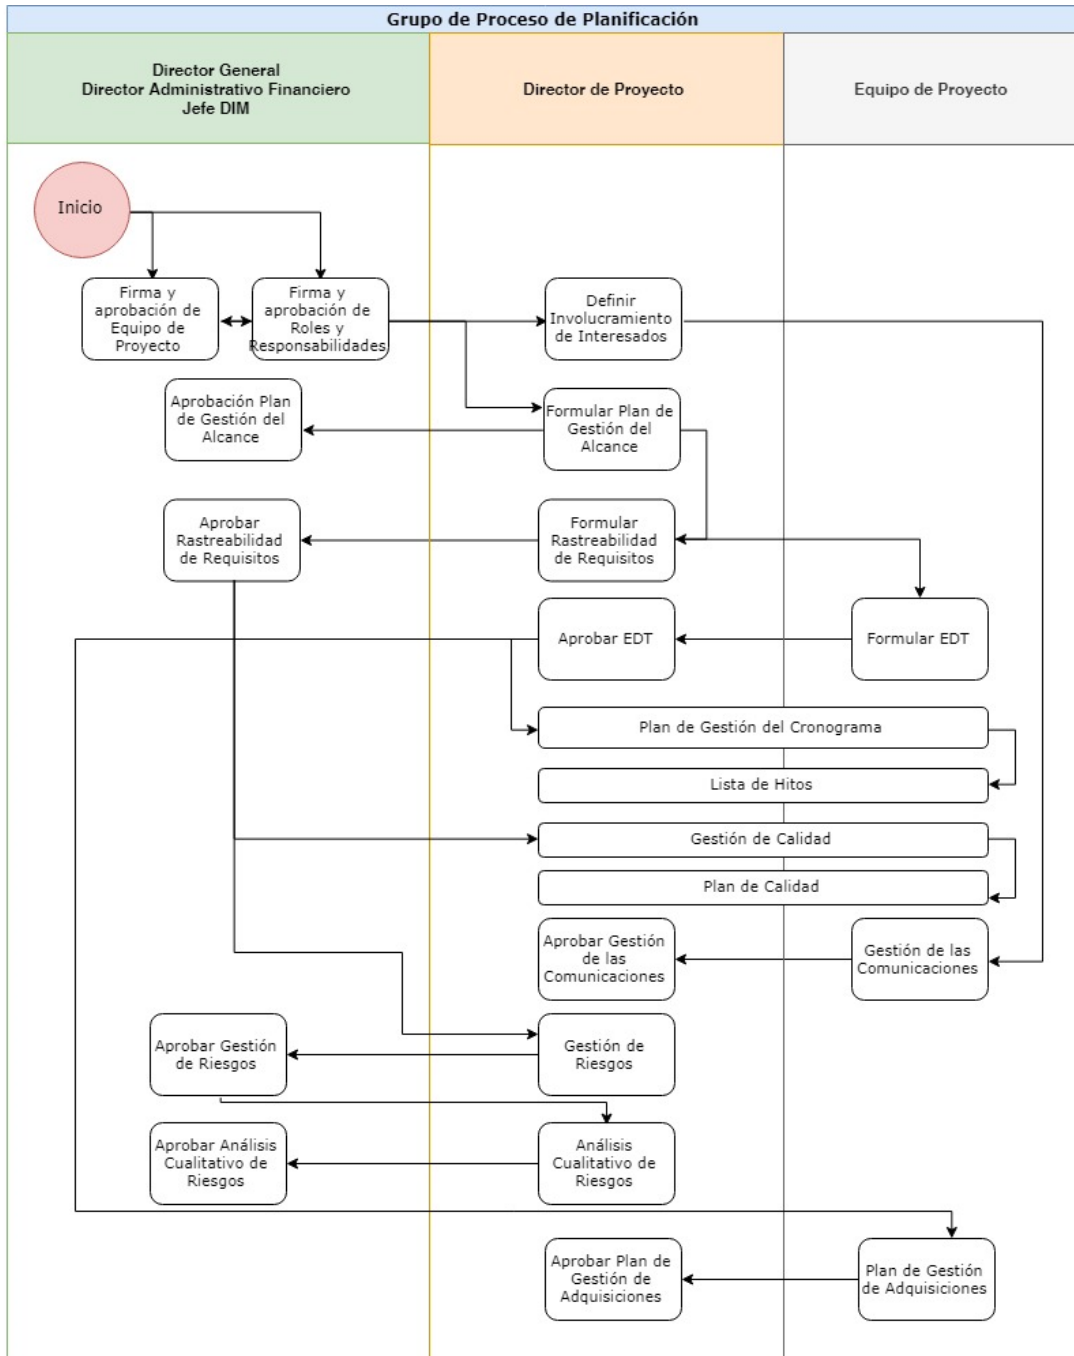 Grupo de Proceso de Planificación
Director General
Director Administrativo Financiero
Jefe DIM
Director de Proyecto
Equipo de Proyecto
Inicio
Firma y
aprobación de
Equipo de
Proyecto
Firma y
aprobación de
Roles y
Responsabilidades
Definir
Involucramiento
de Interesados
Aprobación Plan
de Gestión del
Alcance
Formular Plan de
Gestión del
Alcance
Aprobar
Rastreabilidad
de Requisitos
Formular
Rastreabilidad
de Requisitos
Aprobar EDT
Formular EDT
Plan de Gestión del Cronograma
Lista de Hitos
Gestión de Calidad
Plan de Calidad
Aprobar Gestión
de las
Comunicaciones
Gestión de las
Comunicaciones
Aprobar Gestión
de Riesgos
Gestión de
Riesgos
Aprobar Análisis
Cualitativo de
Riesgos
Análisis
Cualitativo de
Riesgos
Aprobar Plan de
Gestión de
Adquisiciones
Plan de Gestión
de Adquisiciones